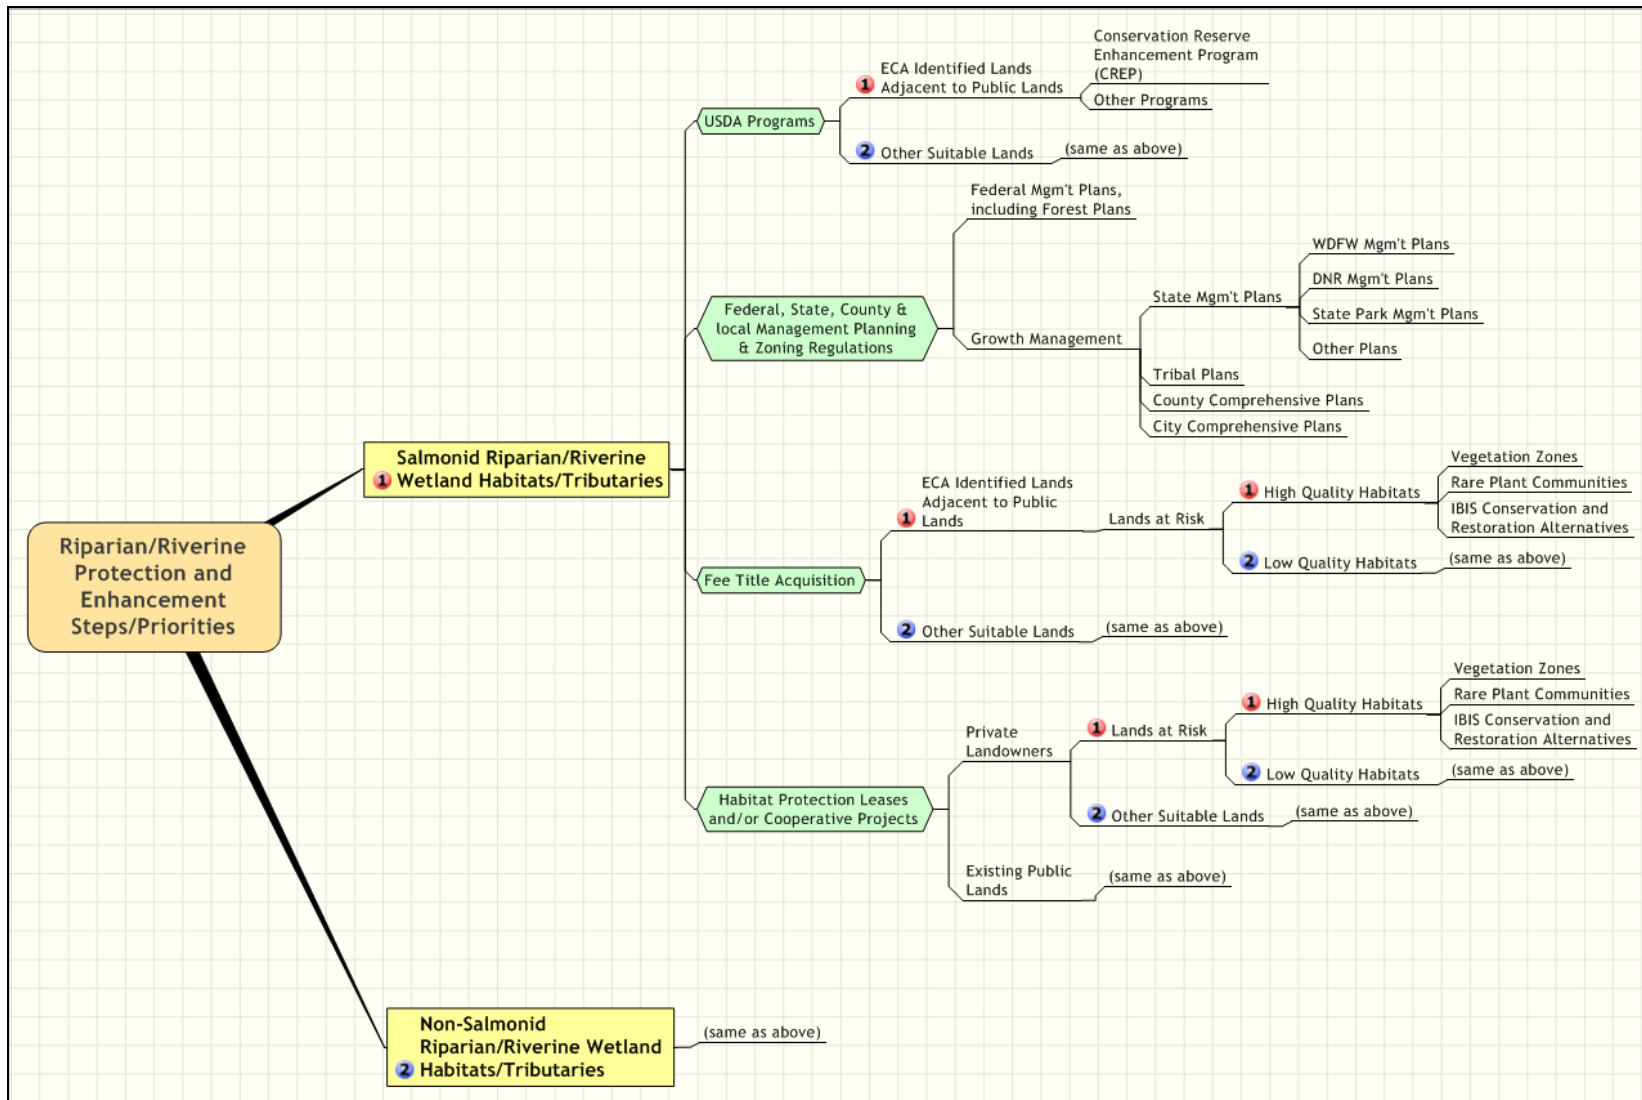 Riparian/Riverine
Protection and
Enhancement
Steps/Priorities
1
Salmonid Riparian/Riverine
Wetland Habitats/Tributaries
USDA Programs
1
ECA Identified Lands
Adjacent to Public Lands
Conservation Reserve
Enhancement Program
(CREP)
Other Programs
2
Other Suitable Lands
(same as above)
Federal, State, County &
local Management Planning
& Zoning Regulations
Federal Mgm't Plans,
including Forest Plans
Growth Management
State Mgm't Plans
WDFW Mgm't Plans
DNR Mgm't Plans
State Park Mgm't Plans
Other Plans
Tribal Plans
County Comprehensive Plans
City Comprehensive Plans
Fee Title Acquisition
1
ECA Identified Lands
Adjacent to Public
Lands
Lands at Risk
1
High Quality Habitats
Vegetation Zones
Rare Plant Communities
IBIS Conservation and
Restoration Alternatives
2
Low Quality Habitats
(same as above)
2
Other Suitable Lands
(same as above)
Habitat Protection Leases
and/or Cooperative Projects
Private
Landowners
1
Lands at Risk
1
High Quality Habitats
Vegetation Zones
Rare Plant Communities
IBIS Conservation and
Restoration Alternatives
2
Low Quality Habitats
(same as above)
2
Other Suitable Lands
(same as above)
Existing Public
Lands
(same as above)
2
Non-Salmonid
Riparian/Riverine Wetland
Habitats/Tributaries
(same as above)